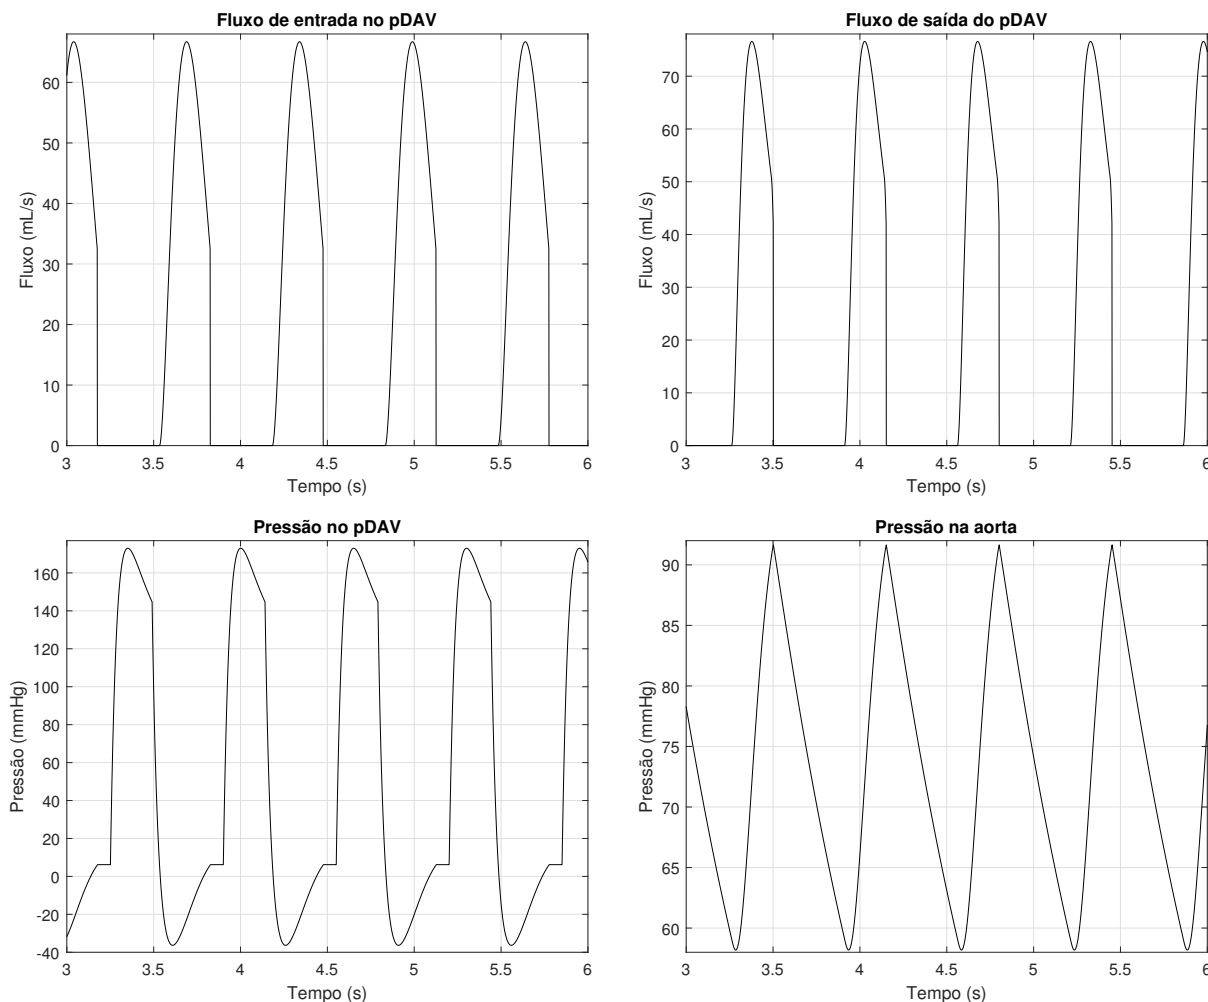 Fluxo de entrada no pDAV
Fluxo (mL/s)
60
50
40
30
20
10
0
3 3.5 4 4.5 5 5.5 6
Tempo (s)
Fluxo de saída do pDAV
Fluxo (mL/s)
70
60
50
40
30
20
10
0
3 3.5 4 4.5 5 5.5 6
Tempo (s)
Pressão no pDAV
Pressão (mmHg)
160
140
120
100
80
60
40
20
0
-20
-40
3 3.5 4 4.5 5 5.5 6
Tempo (s)
Pressão na aorta
Pressão (mmHg)
90
85
80
75
70
65
60
3 3.5 4 4.5 5 5.5 6
Tempo (s)